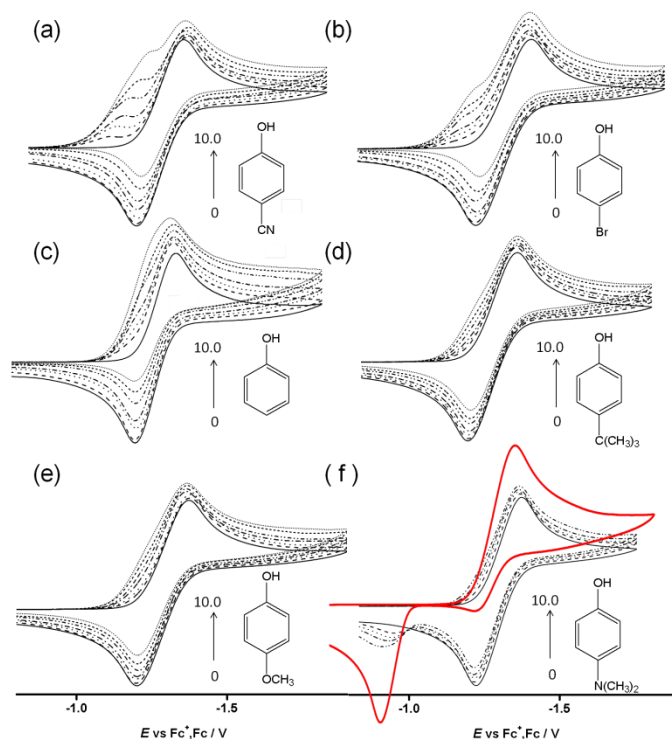 (a)
OH
10.0
0
CN
(b)
OH
10.0
0
Br
(c)
OH
10.0
0
(d)
OH
10.0
0
C(CH3)3
(e)
OH
10.0
0
OCH3
( f )
OH
10.0
0
N(CH3)2
-1.0
-1.5
-1.0
-1.5
E vs Fc+,Fc / V
E vs Fc+,Fc / V